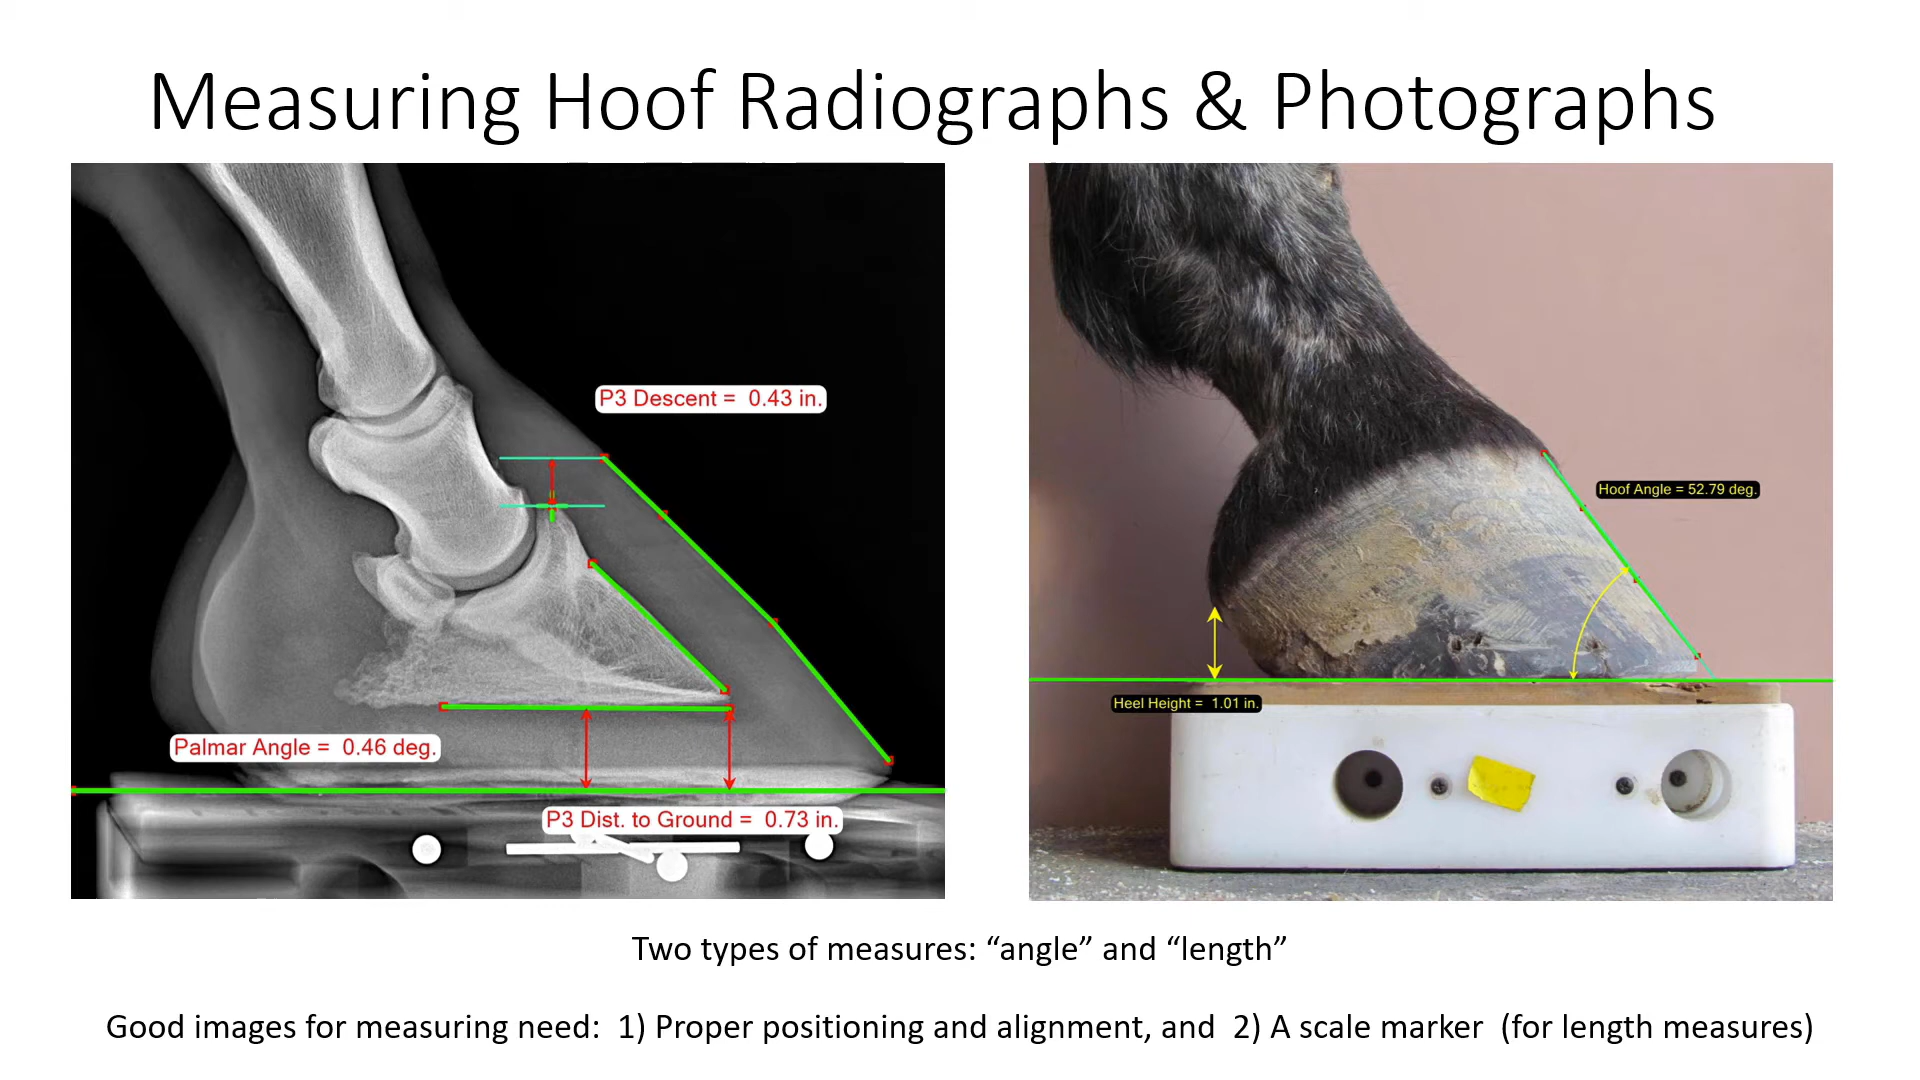 Measuring Hoof Radiographs & Photographs
P3 Descent = 0.43 in.
Palmar Angle = 0.46 deg.
P3 Dist. to Ground = 0.73 in.
Hoof Angle = 52.79 deg.
Heel Height = 1.01 in.
Two types of measures: “angle” and “length”
Good images for measuring need: 1) Proper positioning and alignment, and 2) A scale marker (for length measures)